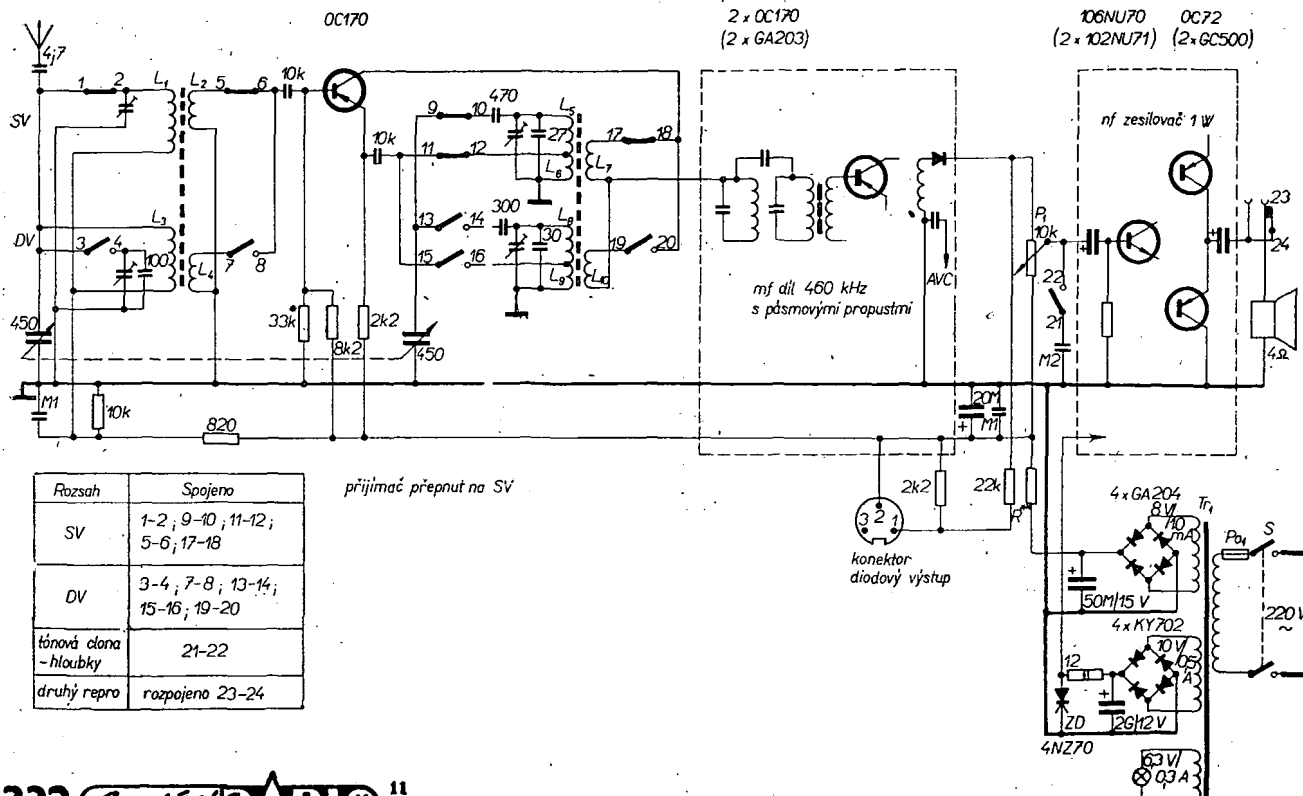 OC170
2 x OC170
(2 x GA203)
106NU70
(2 x 102NU71)
OC72
(2x GC500)
4j7
1
2
L1
L2
5
6
10k
SV
DV
3
4
100
L3
L4
7
8
450
M1
10k
820
33k
8k2
2k2
10k
9
10
470
11
12
27
L5
L6
L7
17
18
13
14
300
15
16
30
L8
L9
L10
19
20
450
AVC
mf díl 460 kHz
s pásmovými propustmi
P1
10k
22
21
M2
nf zesilovač 1 W
23
24
4Ω
20M
+
M1
2k2
22k
3 2 1
konektor
diodový výstup
4 x GA204
8V/
10
mA
Tr1
Po1
S
220 V
~
+
50M/15 V
4 x KY702
10V/
0,5
A
12
+
ZD
2G/12 V
4NZ70
6,3 V/
0,3 A
přijímač přepnut na SV
Rozsah
Spojeno
SV
1-2 ; 9-10 ; 11-12 ;
5-6 ; 17-18
DV
3-4 ; 7-8 ; 13-14 ;
15-16 ; 19-20
tónová clona
- hloubky
21-22
druhý repro
rozpojeno 23-24
11